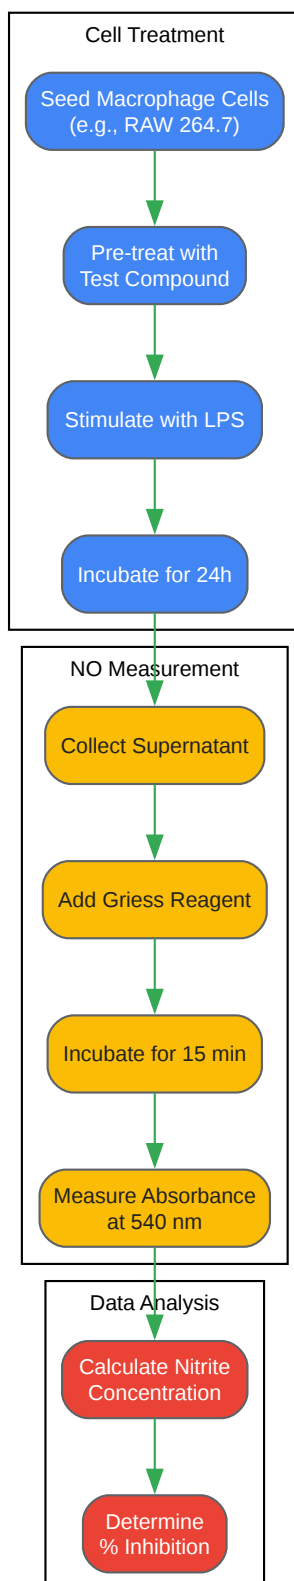 Cell Treatment
Seed Macrophage Cells
(e.g., RAW 264.7)
Pre-treat with
Test Compound
Stimulate with LPS
Incubate for 24h
NO Measurement
Collect Supernatant
Add Griess Reagent
Incubate for 15 min
Measure Absorbance
at 540 nm
Data Analysis
Calculate Nitrite
Concentration
Determine
% Inhibition